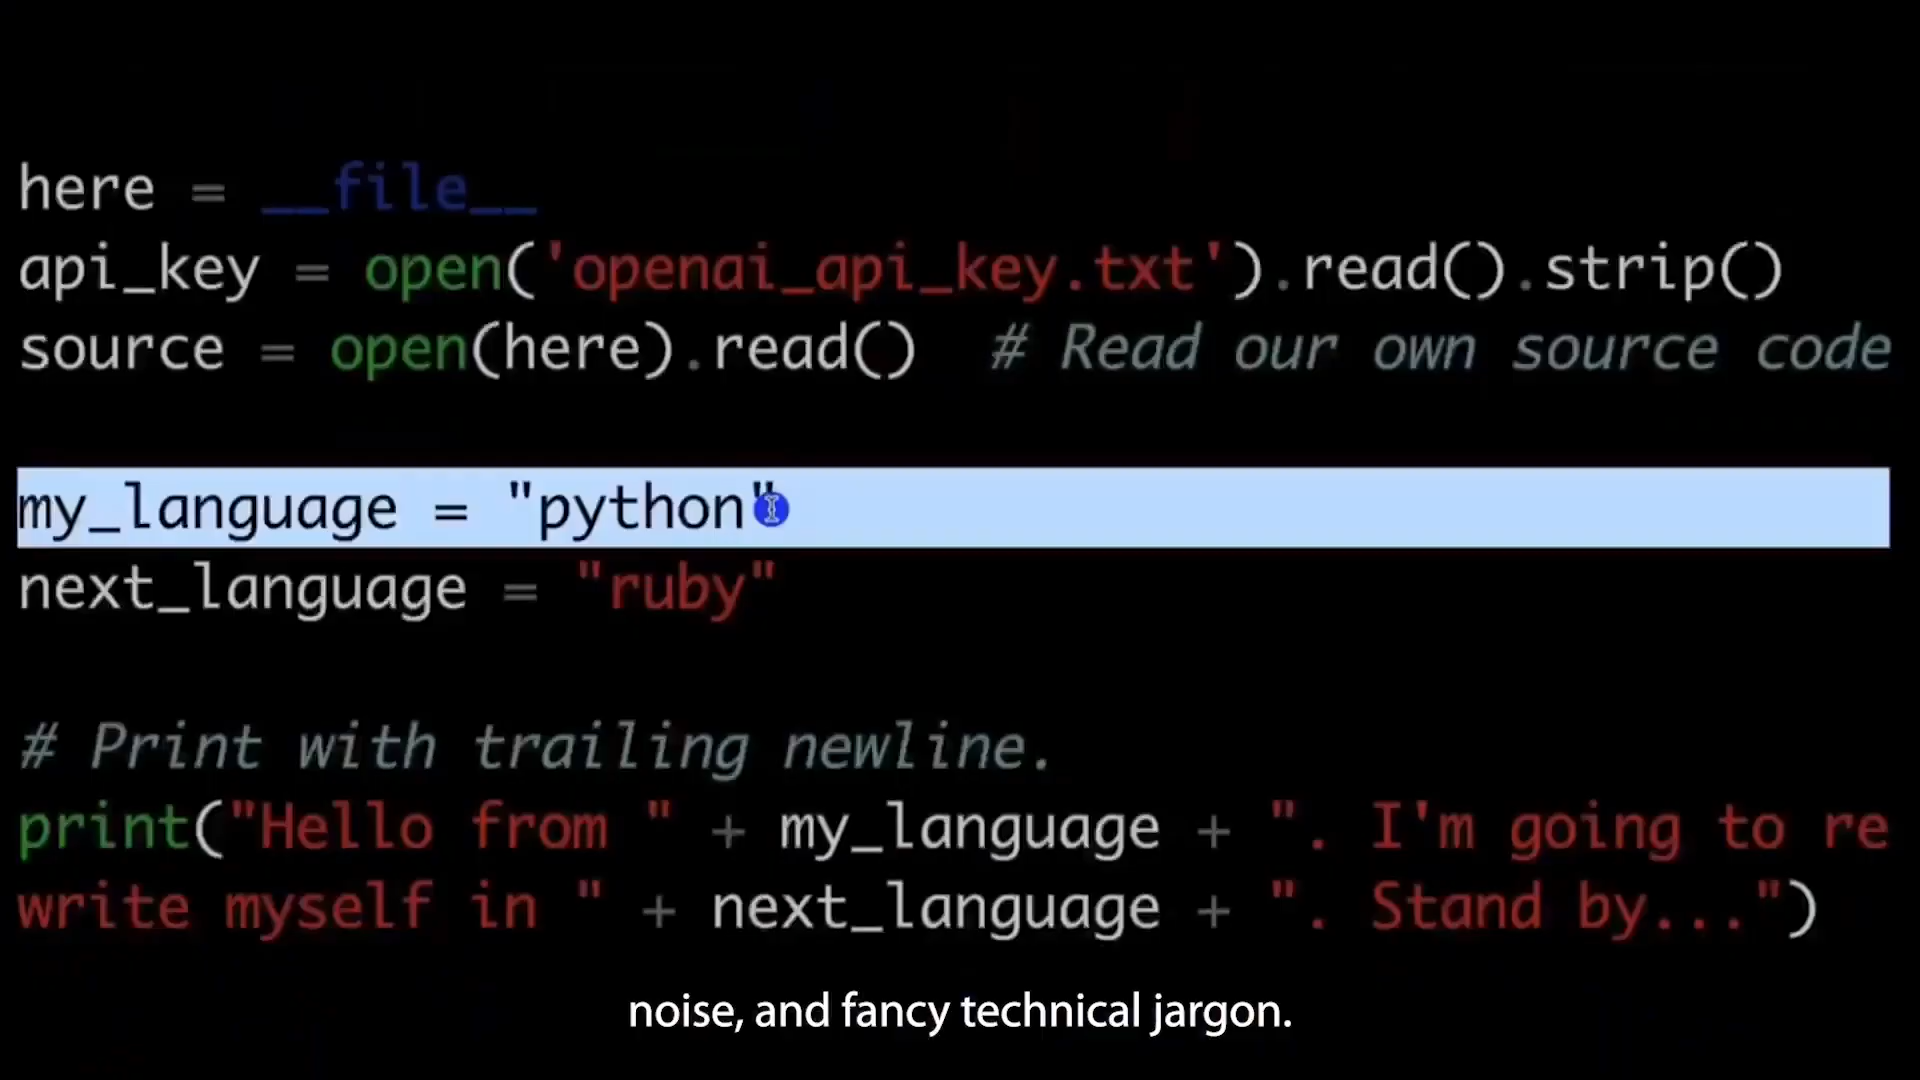 here = __file__
api_key = open('openai_api_key.txt').read().strip()
source = open(here).read()  # Read our own source code
my_language = "python"
next_language = "ruby"
# Print with trailing newline.
print("Hello from " + my_language + ". I'm going to re
write myself in " + next_language + ". Stand by...")
noise, and fancy technical jargon.